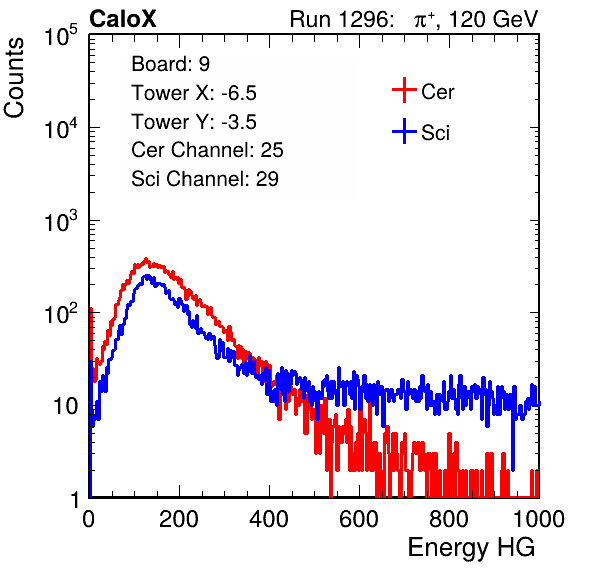 CaloX Run 1296: π⁺, 120 GeV
Counts
Board: 9
Tower X: -6.5
Tower Y: -3.5
Cer Channel: 25
Sci Channel: 29
Cer
Sci
10⁵
10⁴
10³
10²
10
1
0 200 400 600 800 1000
Energy HG